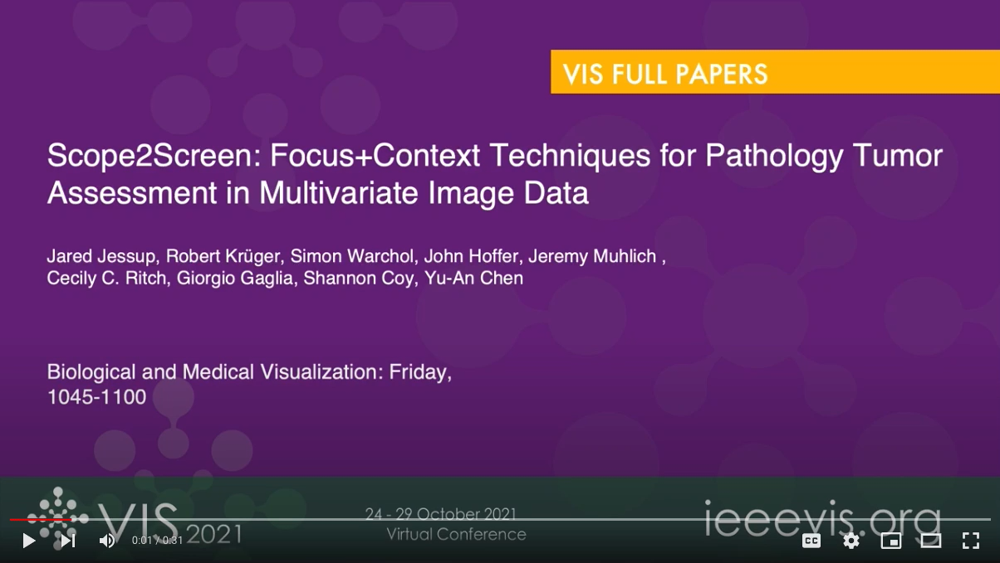 VIS FULL PAPERS
Scope2Screen: Focus+Context Techniques for Pathology Tumor
Assessment in Multivariate Image Data
Jared Jessup, Robert Krüger, Simon Warchol, John Hoffer, Jeremy Muhlich ,
Cecily C. Ritch, Giorgio Gaglia, Shannon Coy, Yu-An Chen
Biological and Medical Visualization: Friday,
1045-1100
VIS 2021
24 - 29 October 2021
Virtual Conference
ieeevis.org
0:01 / 0:31
CC